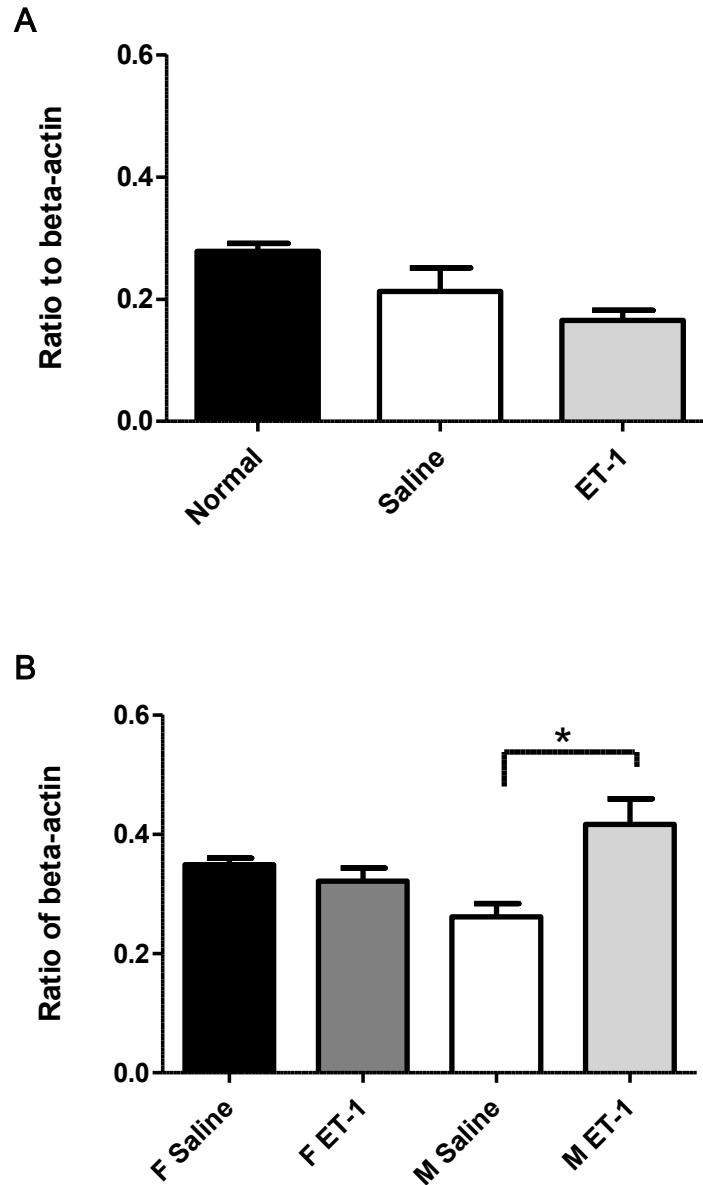 A
Ratio to beta-actin
0.6
0.4
0.2
0.0
Normal
Saline
ET-1
B
Ratio of beta-actin
0.6
0.4
0.2
0.0
*
F Saline
F ET-1
M Saline
M ET-1